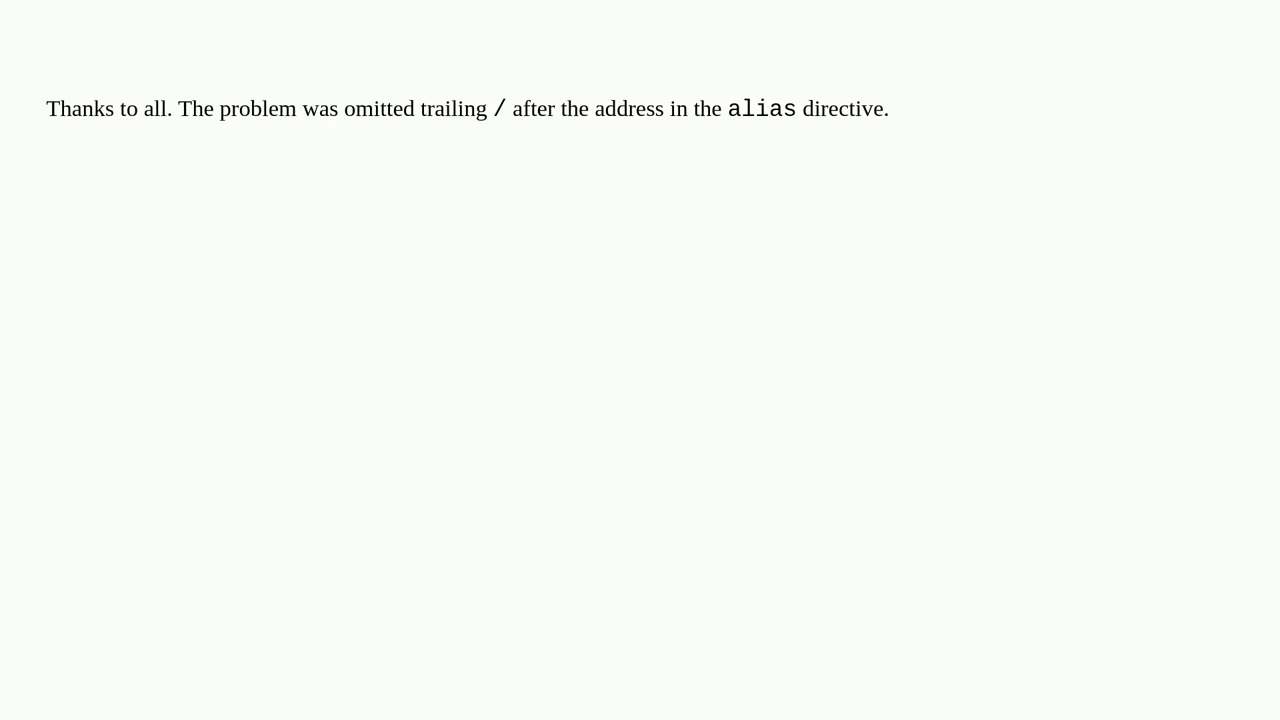 Thanks to all. The problem was omitted trailing / after the address in the alias directive.